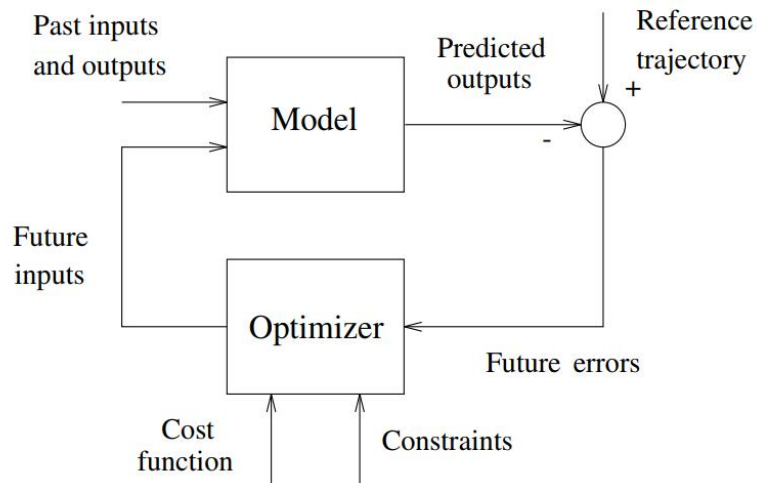 Past inputs
and outputs
Model
Predicted
outputs
Reference
trajectory
+
-
Future
inputs
Optimizer
Future errors
Cost
function
Constraints